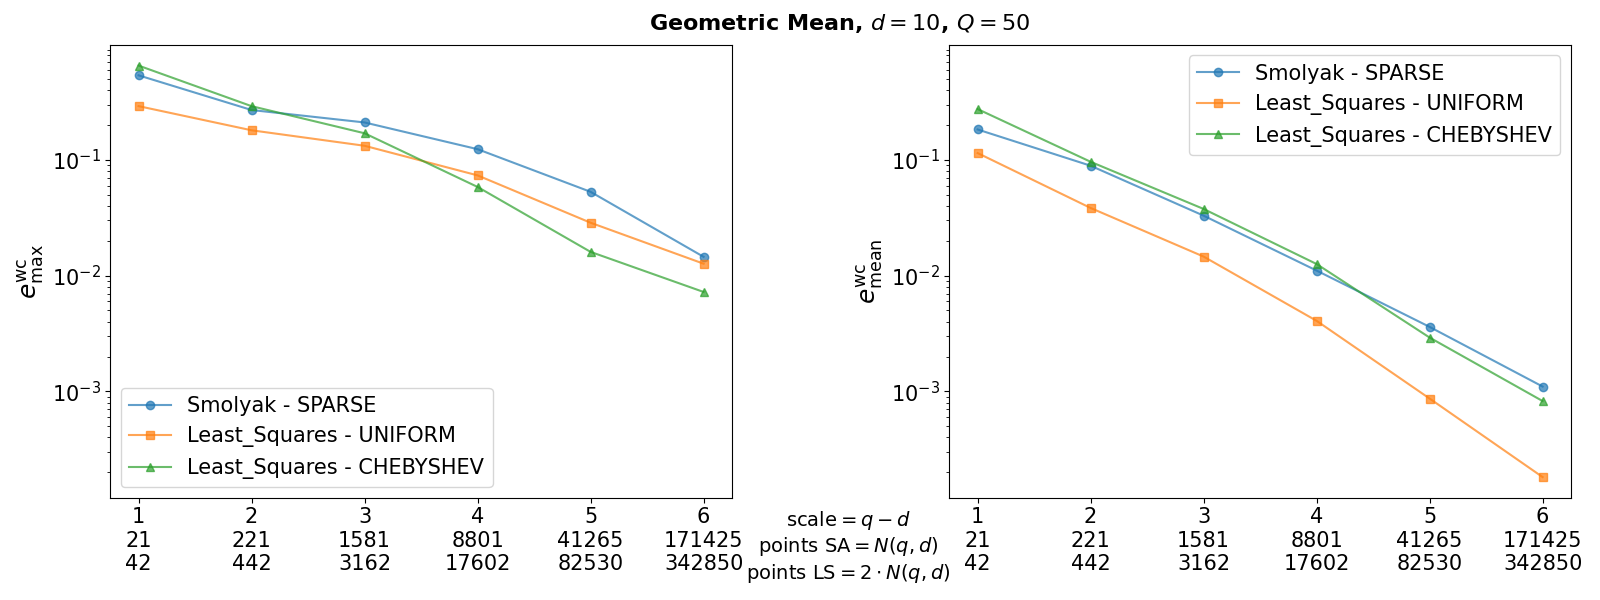 Geometric Mean, d = 10, Q = 50
e^wc_max
10^−1
10^−2
10^−3
Smolyak - SPARSE
Least_Squares - UNIFORM
Least_Squares - CHEBYSHEV
1 2 3 4 5 6
21 221 1581 8801 41265 171425
42 442 3162 17602 82530 342850
scale = q − d
points SA = N(q, d)
points LS = 2 · N(q, d)
e^wc_mean
10^−1
10^−2
10^−3
Smolyak - SPARSE
Least_Squares - UNIFORM
Least_Squares - CHEBYSHEV
1 2 3 4 5 6
21 221 1581 8801 41265 171425
42 442 3162 17602 82530 342850